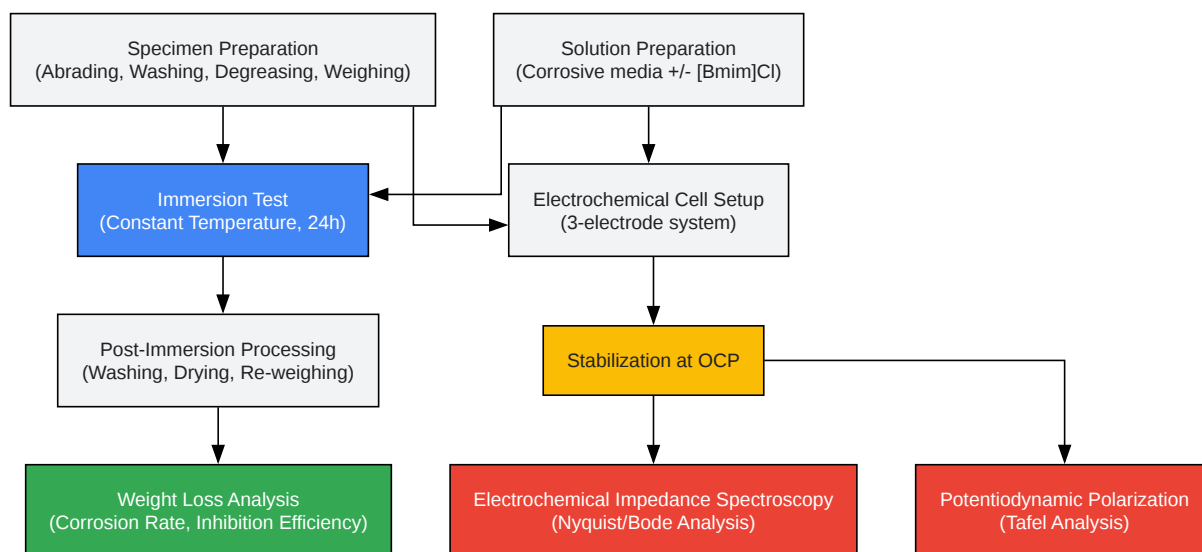 Specimen Preparation
(Abrading, Washing, Degreasing, Weighing)
Solution Preparation
(Corrosive media +/- [Bmim]Cl)
Immersion Test
(Constant Temperature, 24h)
Electrochemical Cell Setup
(3-electrode system)
Post-Immersion Processing
(Washing, Drying, Re-weighing)
Stabilization at OCP
Weight Loss Analysis
(Corrosion Rate, Inhibition Efficiency)
Electrochemical Impedance Spectroscopy
(Nyquist/Bode Analysis)
Potentiodynamic Polarization
(Tafel Analysis)